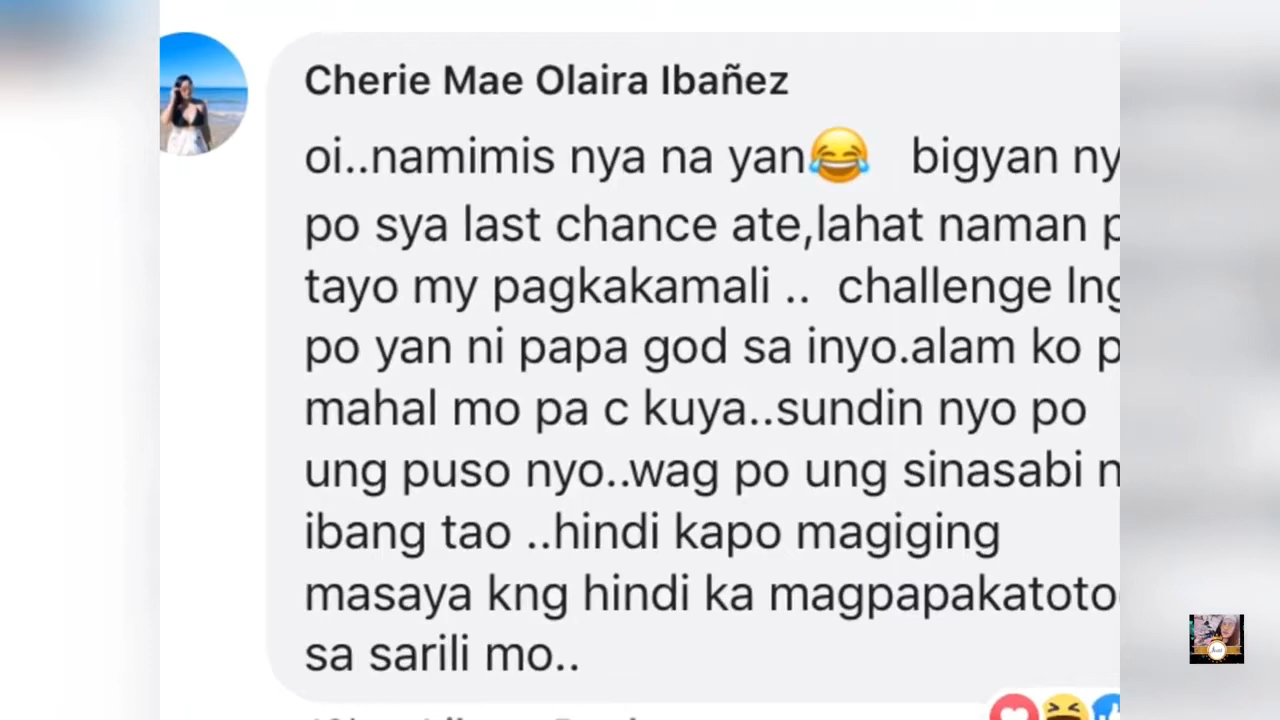 Cherie Mae Olaira Ibañez
oi..namimis nya na yan😂 bigyan ny
po sya last chance ate,lahat naman p
tayo my pagkakamali .. challenge lng
po yan ni papa god sa inyo.alam ko p
mahal mo pa c kuya..sundin nyo po
ung puso nyo..wag po ung sinasabi n
ibang tao ..hindi kapo magiging
masaya kng hindi ka magpapakatoto
sa sarili mo..